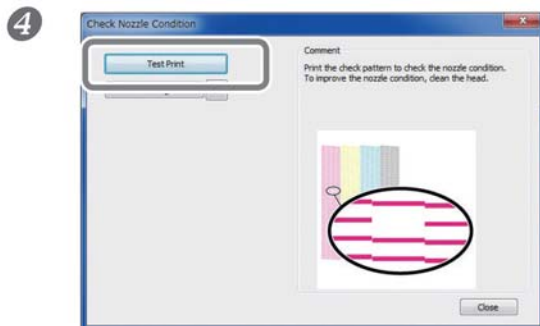 4
Check Nozzle Condition
Test Print
Comment
Print the check pattern to check the nozzle condition.
To improve the nozzle condition, clean the head.
Close